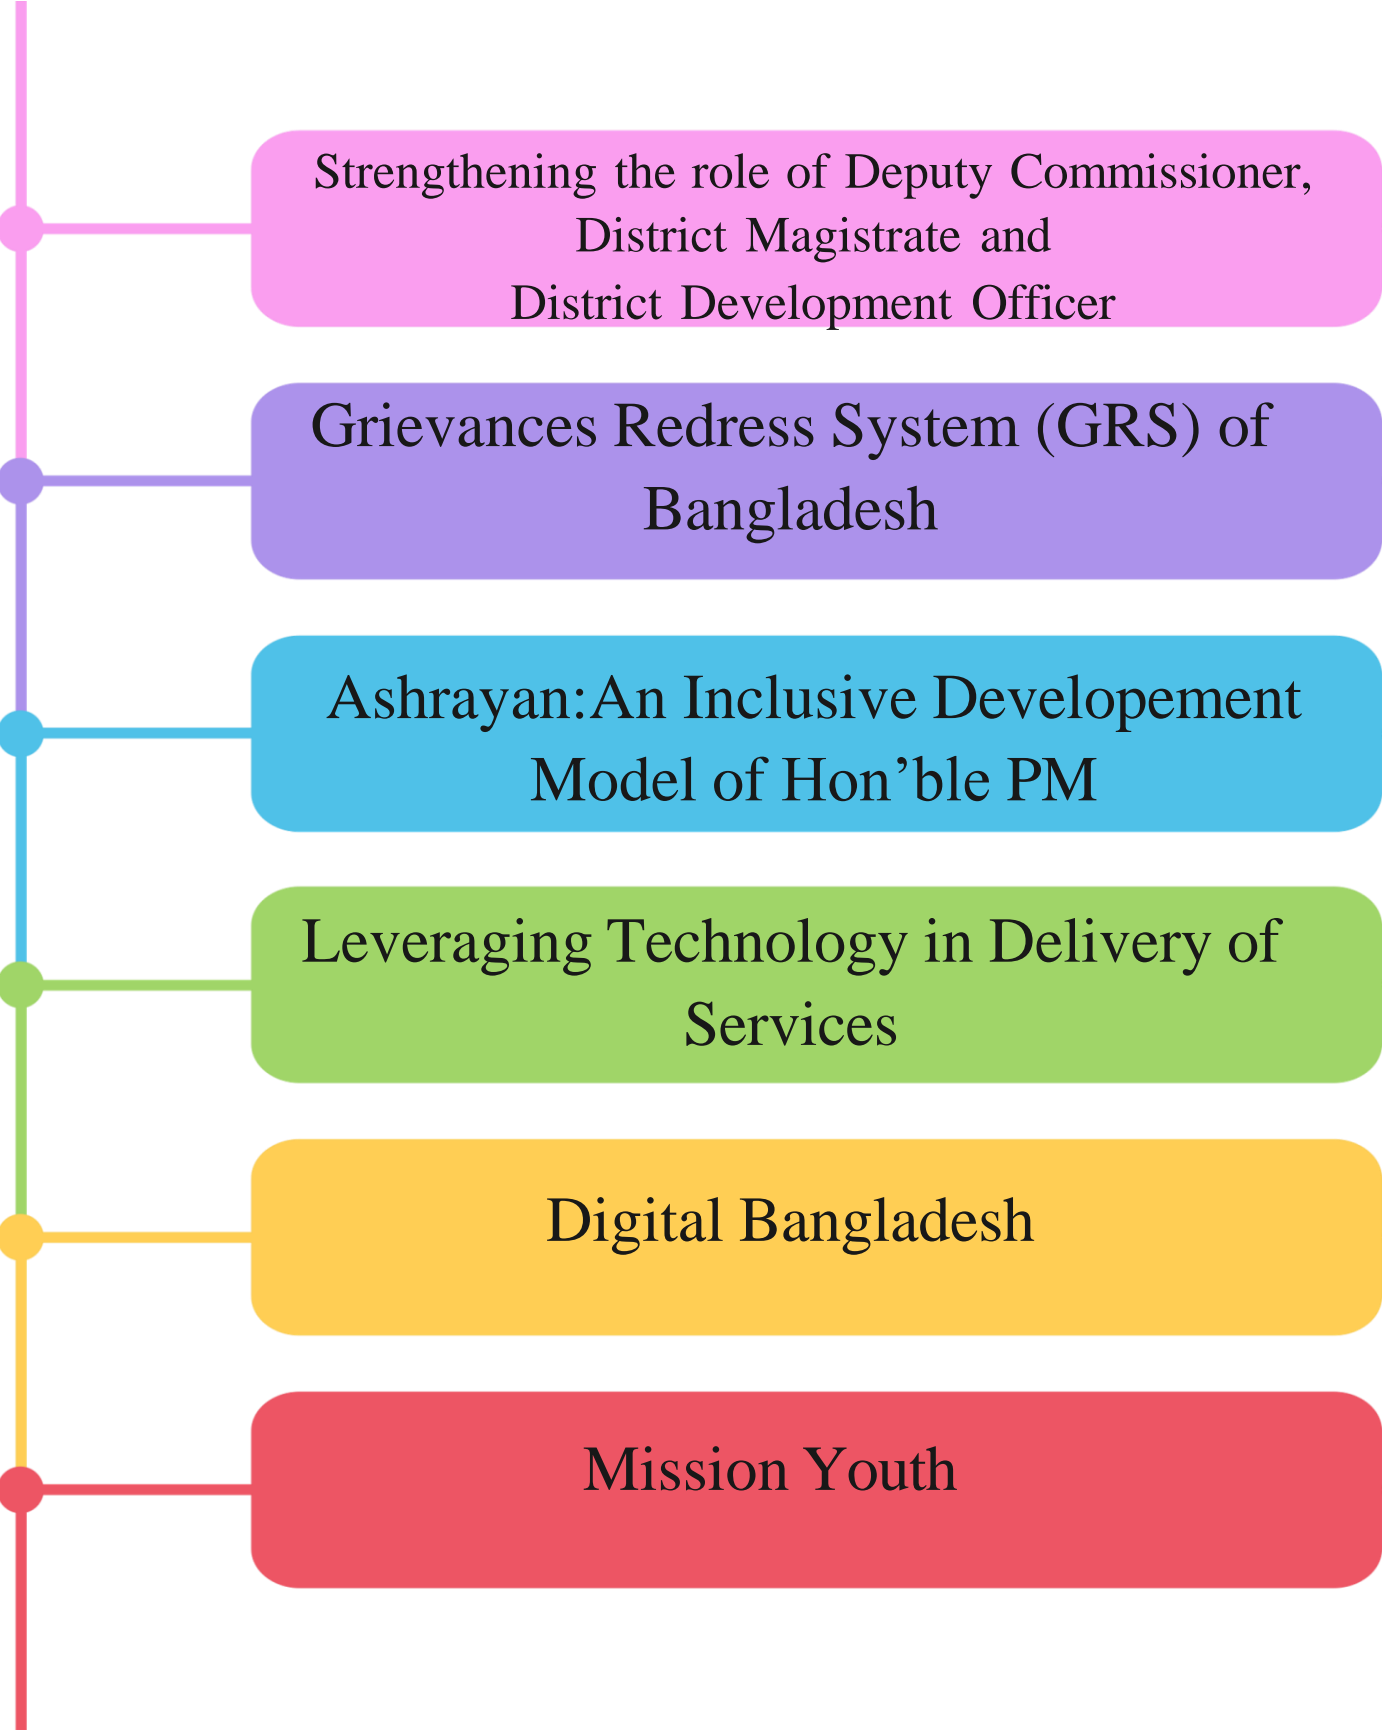 Strengthening the role of Deputy Commissioner,
District Magistrate and
District Development Officer
Grievances Redress System (GRS) of
Bangladesh
Ashrayan:An Inclusive Developement
Model of Hon’ble PM
Leveraging Technology in Delivery of
Services
Digital Bangladesh
Mission Youth